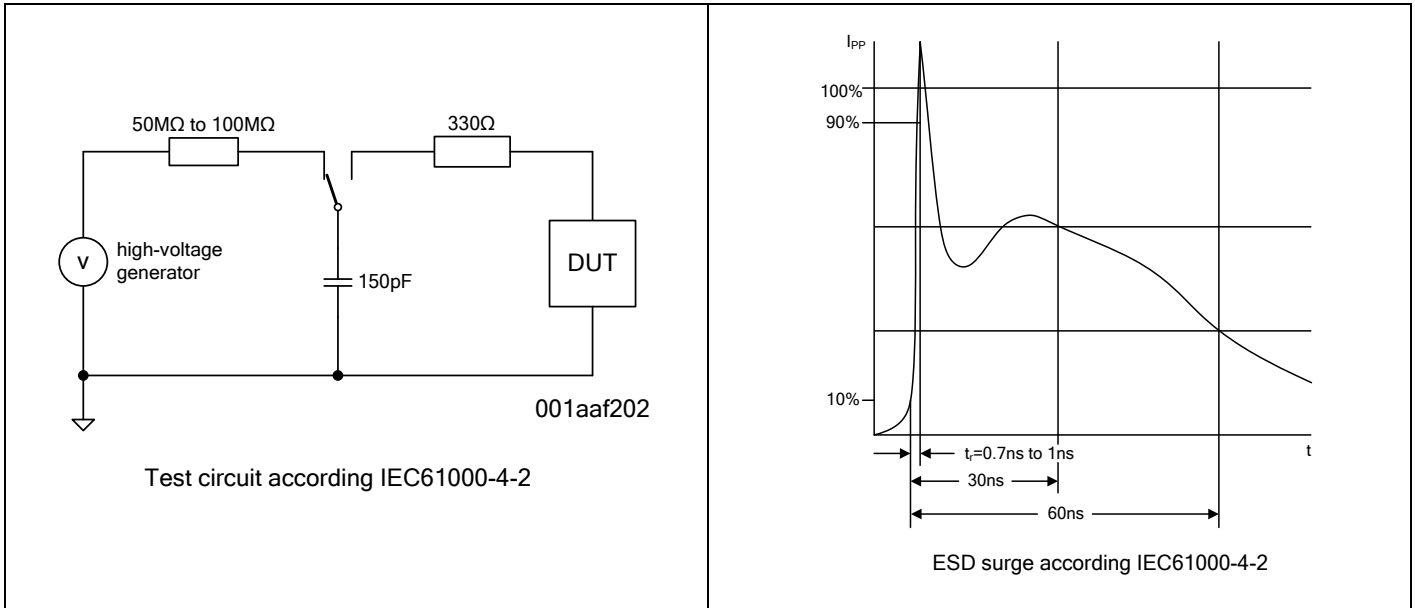 50MΩ to 100MΩ
330Ω
V
high-voltage
generator
150pF
DUT
001aaf202
Test circuit according IEC61000-4-2
IPP
100%
90%
10%
t
tr=0.7ns to 1ns
30ns
60ns
ESD surge according IEC61000-4-2